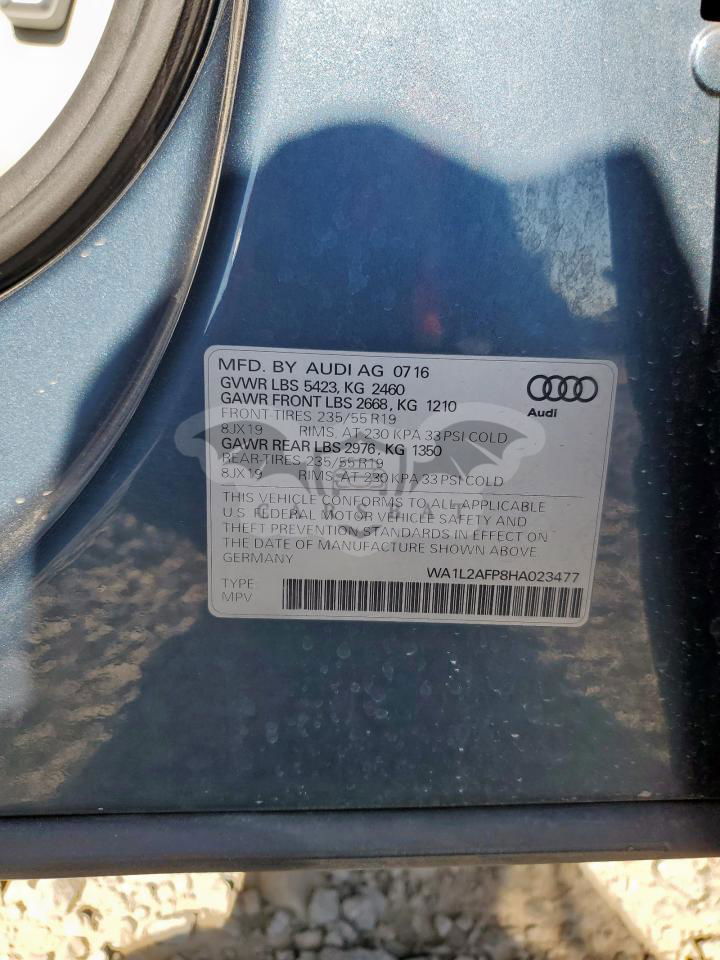 MFD. BY AUDI AG 07 16
GVWR LBS 5423, KG 2460
GAWR FRONT LBS 2668, KG 1210
FRONT TIRES 235/55 R19
8JX19 RIMS, AT 230 KPA 33 PSI COLD
GAWR REAR LBS 2976, KG 1350
REAR TIRES 235/55 R19
8JX19 RIMS, AT 230 KPA 33 PSI COLD
Audi
THIS VEHICLE CONFORMS TO ALL APPLICABLE
U.S. FEDERAL MOTOR VEHICLE SAFETY AND
THEFT PREVENTION STANDARDS IN EFFECT ON
THE DATE OF MANUFACTURE SHOWN ABOVE
GERMANY
WA1L2AFP8HA023477
TYPE:
MPV